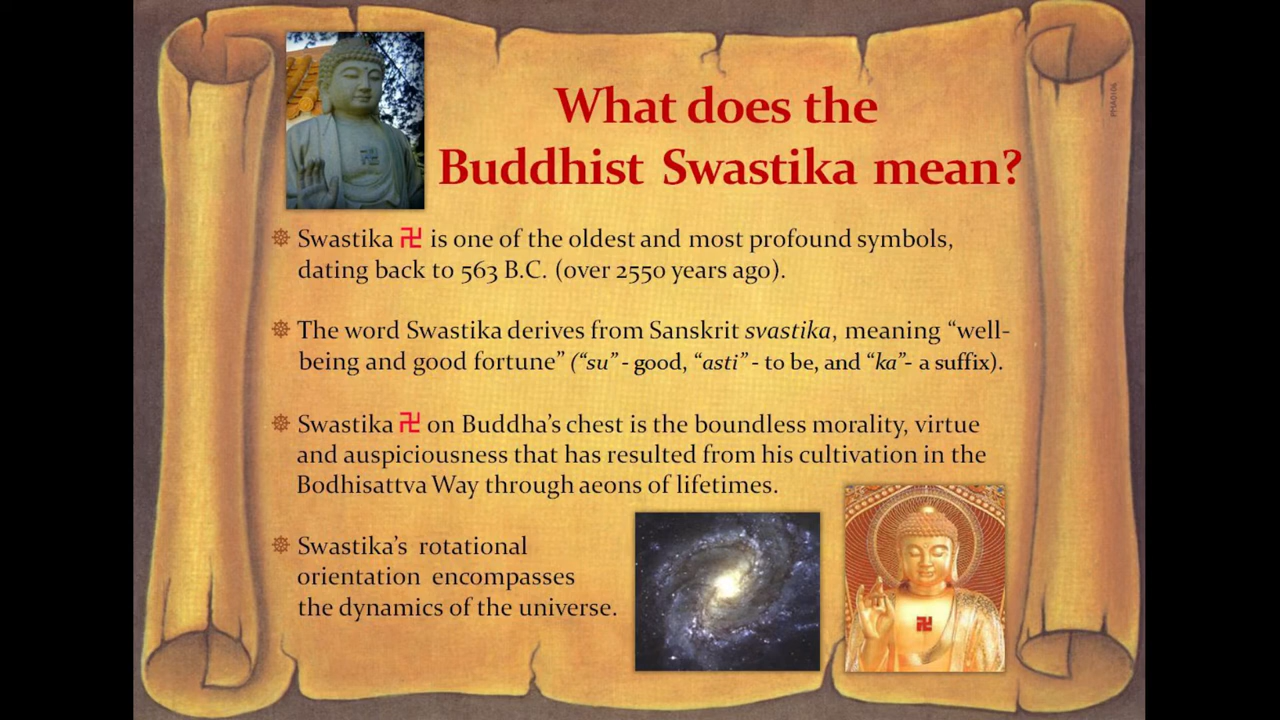 What does the
Buddhist Swastika mean?
Swastika 卍 is one of the oldest and most profound symbols,
dating back to 563 B.C. (over 2550 years ago).
The word Swastika derives from Sanskrit svastika, meaning “well-
being and good fortune” (“su” - good, “asti” - to be, and “ka”- a suffix).
Swastika 卍 on Buddha’s chest is the boundless morality, virtue
and auspiciousness that has resulted from his cultivation in the
Bodhisattva Way through aeons of lifetimes.
Swastika’s rotational
orientation encompasses
the dynamics of the universe.